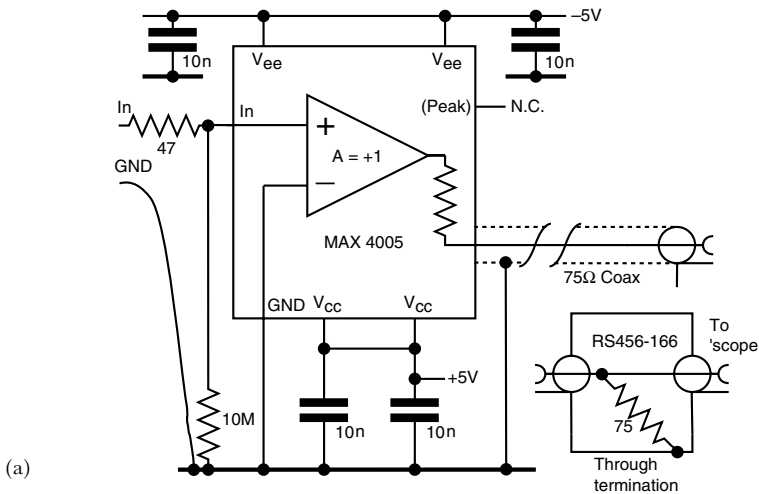 –5V
10n
Vee
Vee
10n
(Peak)
N.C.
In
In
47
+
A = +1
–
GND
MAX 4005
75Ω Coax
GND
Vcc
Vcc
+5V
RS456-166
To
'scope
10M
10n
10n
75
Through
termination
(a)